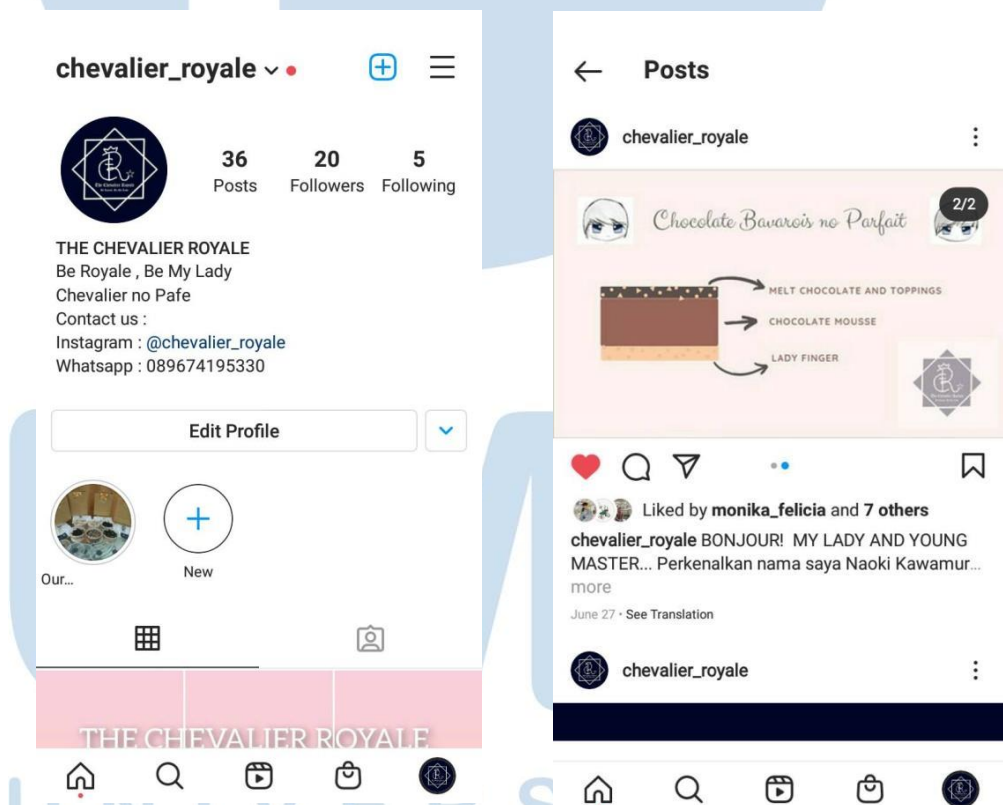 chevalier_royale
36
20
5
Posts
Followers
Following
THE CHEVALIER ROYALE
Be Royale , Be My Lady
Chevalier no Pafe
Contact us :
Instagram : @chevalier_royale
Whatsapp : 089674195330
Edit Profile
Our...
New
THE CHEVALIER ROYALE
Posts
chevalier_royale
2/2
Chocolate Bavarois no Parfait
MELT CHOCOLATE AND TOPPINGS
CHOCOLATE MOUSSE
LADY FINGER
Liked by monika_felicia and 7 others
chevalier_royale BONJOUR! MY LADY AND YOUNG
MASTER... Perkenalkan nama saya Naoki Kawamur...
more
June 27 · See Translation
chevalier_royale